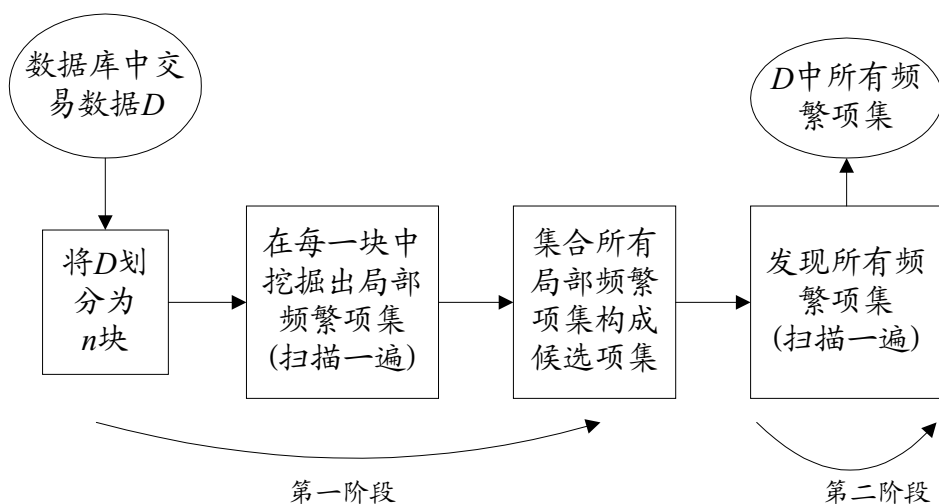 数据库中交
易数据D
D中所有频
繁项集
将D划
分为
n块
在每一块中
挖掘出局部
频繁项集
(扫描一遍)
集合所有
局部频繁
项集构成
候选项集
发现所有频
繁项集
(扫描一遍)
第一阶段
第二阶段